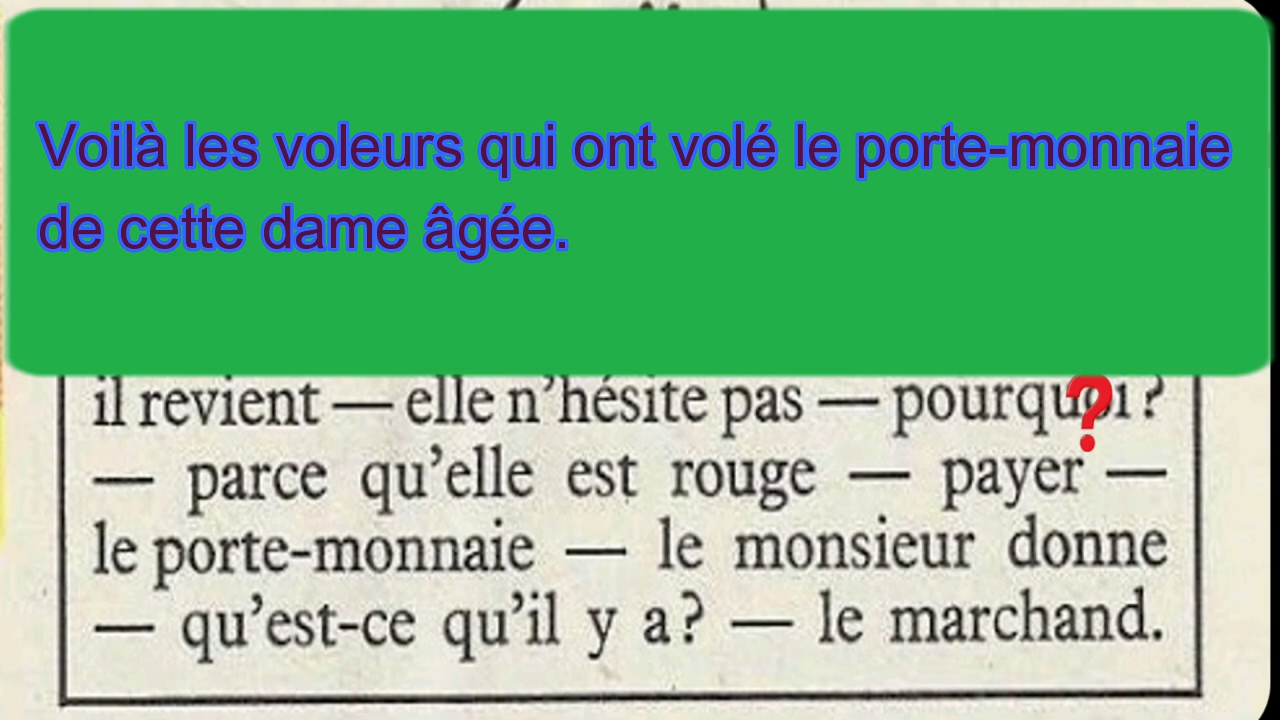 Voilà les voleurs qui ont volé le porte-monnaie
de cette dame âgée.
il revient — elle n'hésite pas — pourquoi ?
— parce qu'elle est rouge — payer —
le porte-monnaie — le monsieur donne
— qu'est-ce qu'il y a ? — le marchand.
❓